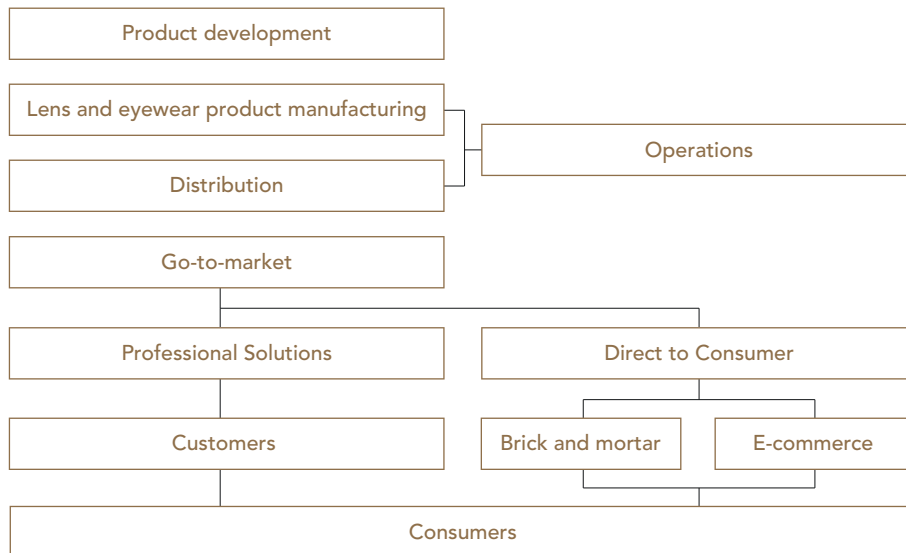 Product development
Lens and eyewear product manufacturing
Operations
Distribution
Go-to-market
Professional Solutions
Direct to Consumer
Customers
Brick and mortar
E-commerce
Consumers